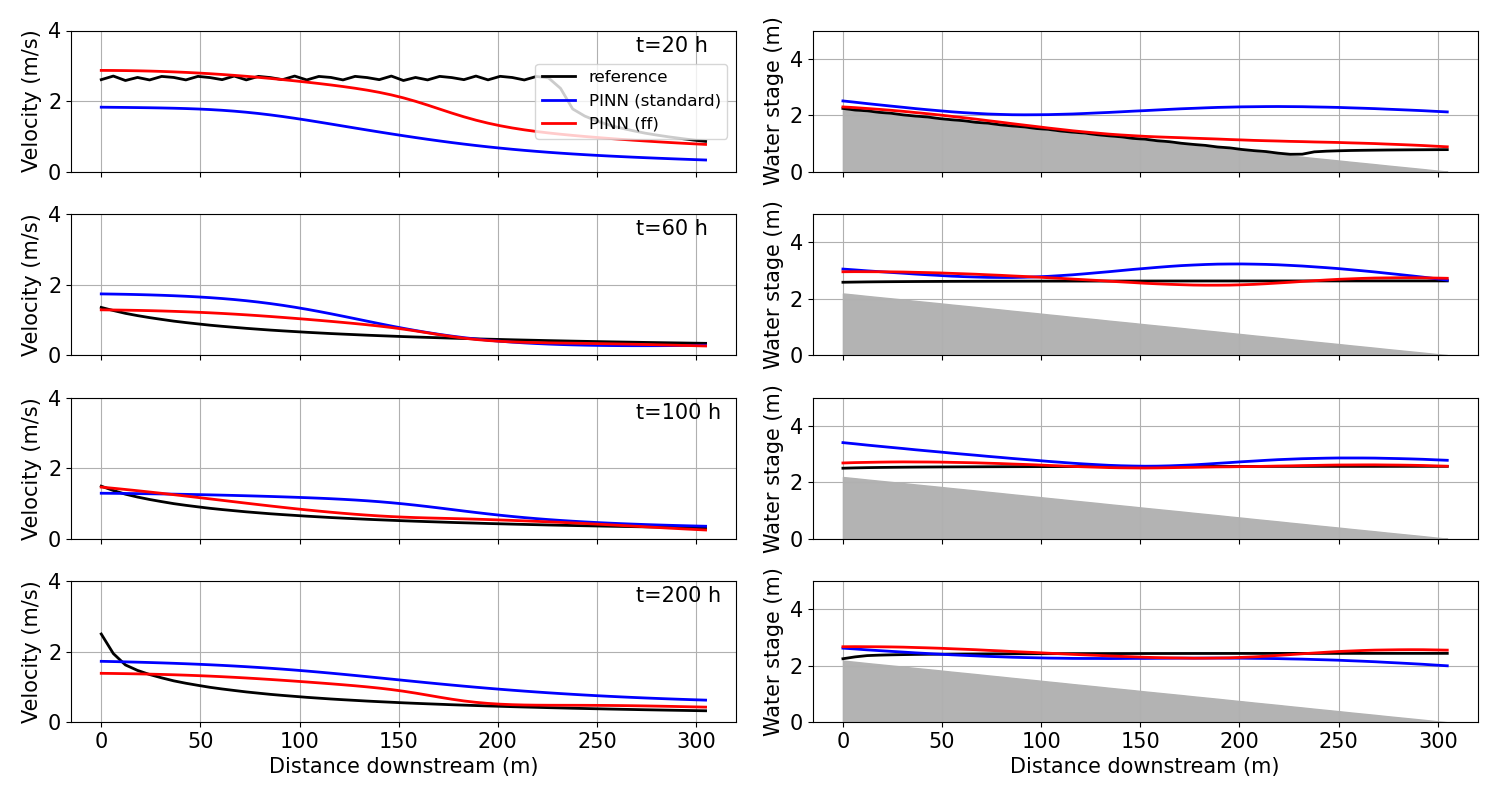 Velocity (m/s)
4
2
0
t=20 h
reference
PINN (standard)
PINN (ff)
Water stage (m)
4
2
0
Velocity (m/s)
4
2
0
t=60 h
Water stage (m)
4
2
0
Velocity (m/s)
4
2
0
t=100 h
Water stage (m)
4
2
0
Velocity (m/s)
4
2
0
t=200 h
0 50 100 150 200 250 300
Distance downstream (m)
Water stage (m)
4
2
0
0 50 100 150 200 250 300
Distance downstream (m)